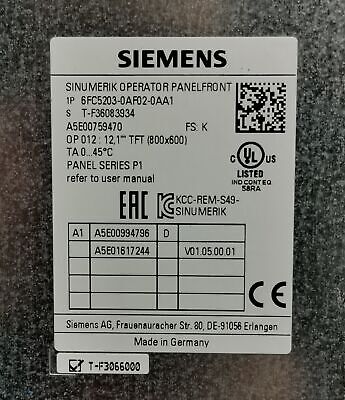 SIEMENS
SINUMERIK OPERATOR PANELFRONT
1P 6FC5203-0AF02-0AA1
S T-F36083934
A5E00759470 FS: K
OP 012 : 12,1"" TFT (800x600)
TA 0...45°C
PANEL SERIES P1
refer to user manual
C UL US
LISTED
IND CONT EQ
58RA
EAC KCC-REM-S49-
SINUMERIK
A1 A5E00994796 D
A5E01617244 V01.05.00.01
CE
Siemens AG, Frauenauracher Str. 80, DE-91056 Erlangen
Made in Germany
T-F3066000